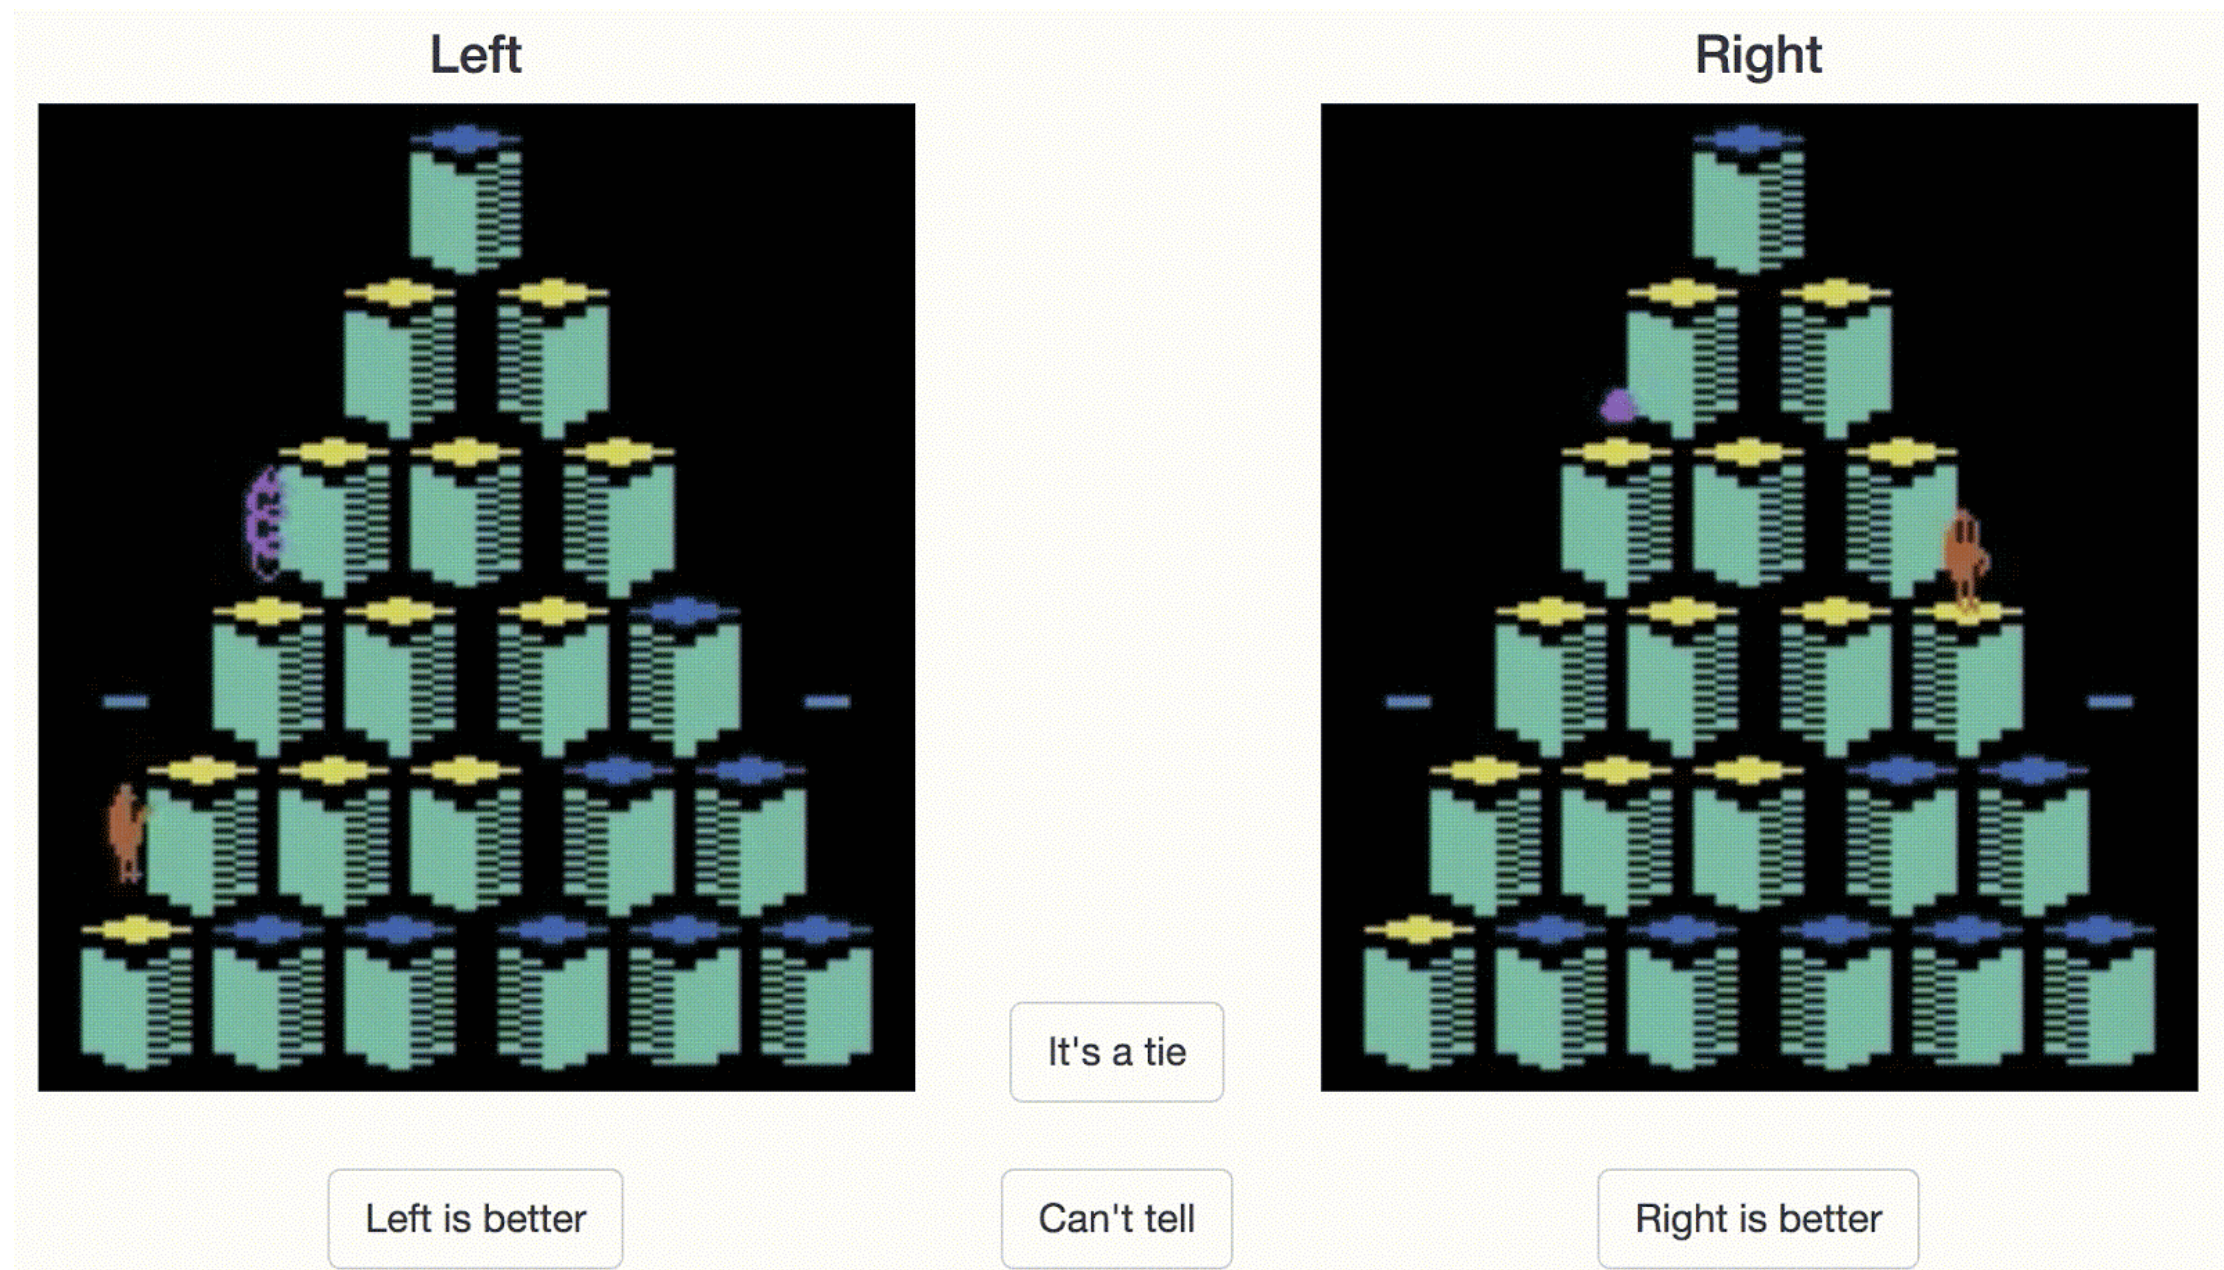 Left
Right
It's a tie
Left is better
Can't tell
Right is better